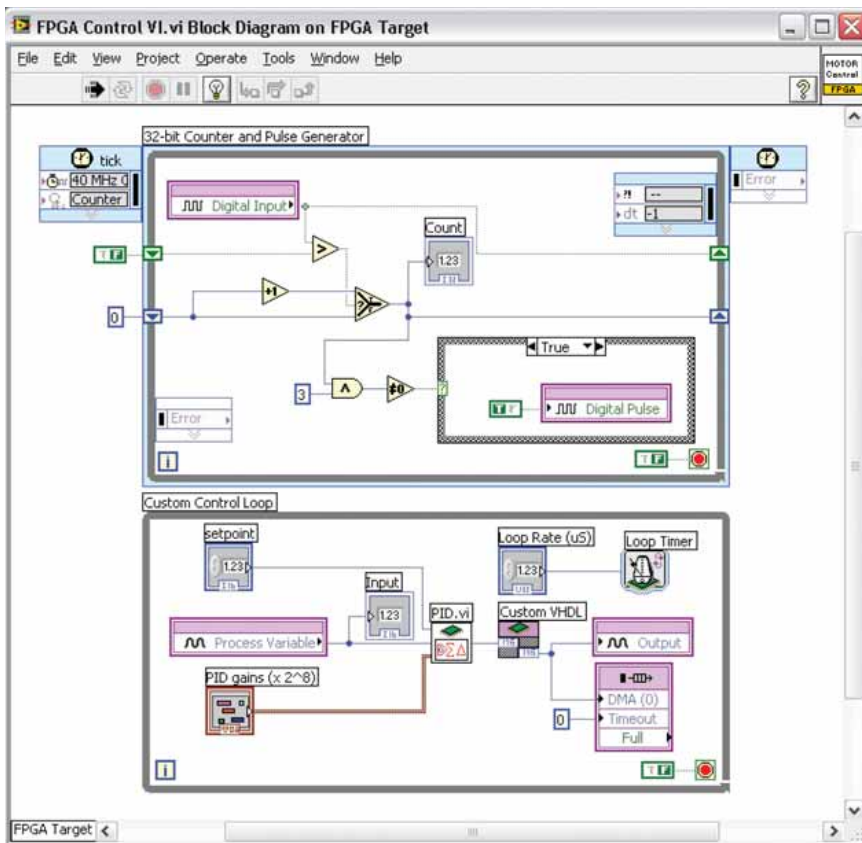 FPGA Control VI.vi Block Diagram on FPGA Target
File Edit View Project Operate Tools Window Help
MOTOR
Control
FPGA
32-bit Counter and Pulse Generator
tick
40 MHz
Counter
Error
Digital Input
?! --
dt -1
Count
1.23
T F
>
+1
?
0
3
≠0
True
?
T F
Digital Pulse
Error
i
T F
Custom Control Loop
setpoint
1.23
Loop Rate (uS)
1.23
Loop Timer
Input
1.23
PID.vi
Custom VHDL
Process Variable
Output
PID gains (x 2^8)
DMA (0)
0
Timeout
Full
i
T F
FPGA Target